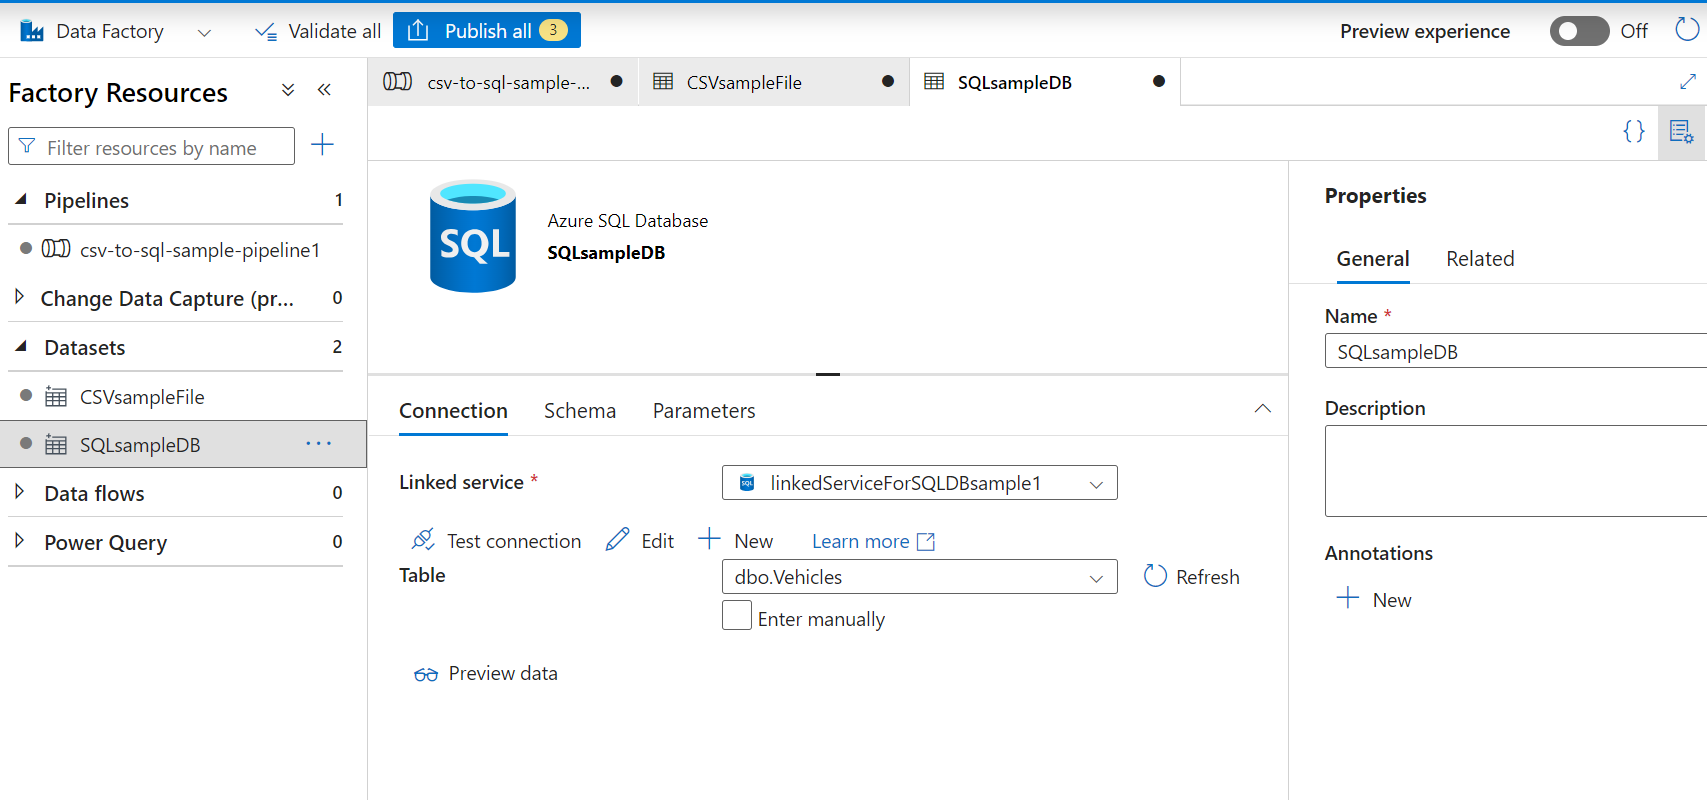 Data Factory Validate all Publish all 3 Preview experience Off
Factory Resources
Filter resources by name
Pipelines 1
csv-to-sql-sample-pipeline1
Change Data Capture (pr... 0
Datasets 2
CSVsampleFile
SQLsampleDB ...
Data flows 0
Power Query 0
csv-to-sql-sample-... CSVsampleFile SQLsampleDB
{}
SQL
Azure SQL Database
SQLsampleDB
Connection Schema Parameters
Linked service * SQL linkedServiceForSQLDBsample1
Test connection Edit New Learn more
Table dbo.Vehicles Refresh
Enter manually
Preview data
Properties
General Related
Name *
SQLsampleDB
Description
Annotations
New